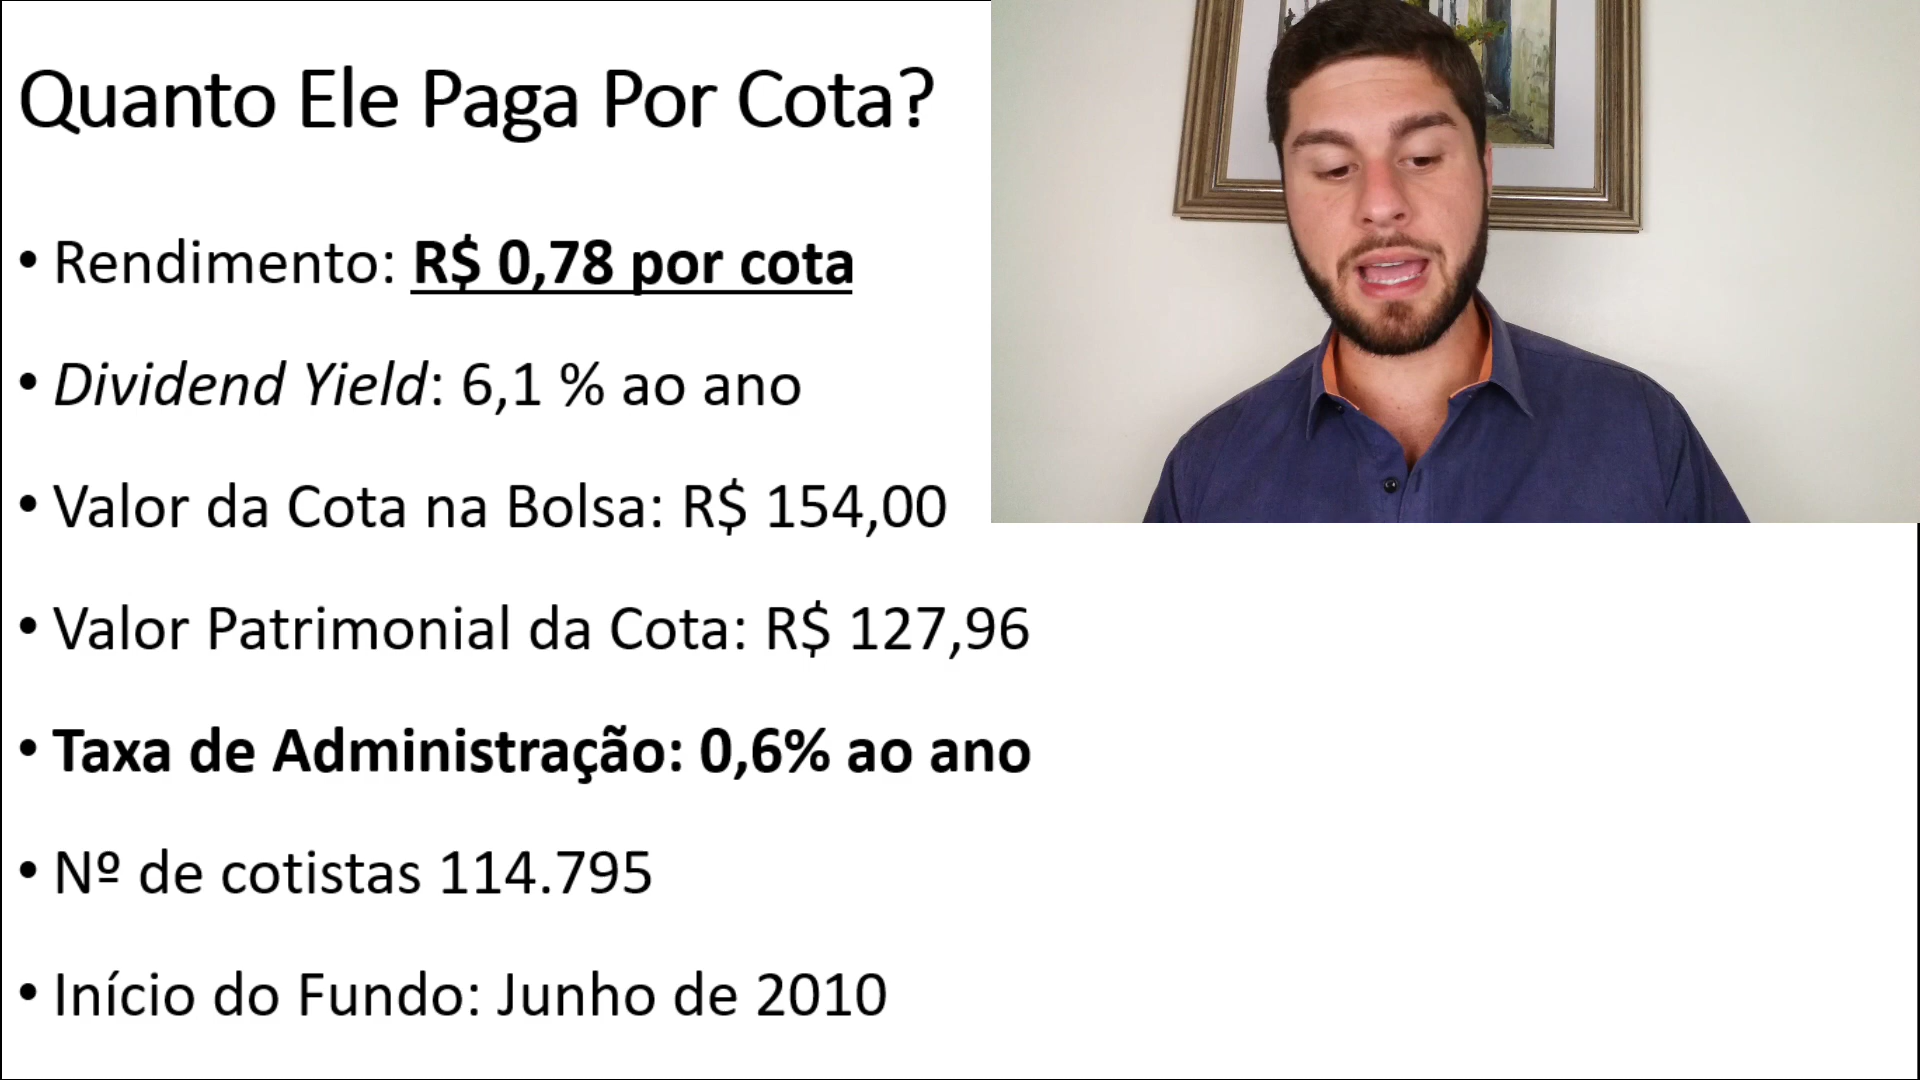 Quanto Ele Paga Por Cota?
• Rendimento: R$ 0,78 por cota
• Dividend Yield: 6,1 % ao ano
• Valor da Cota na Bolsa: R$ 154,00
• Valor Patrimonial da Cota: R$ 127,96
• Taxa de Administração: 0,6% ao ano
• Nº de cotistas 114.795
• Início do Fundo: Junho de 2010